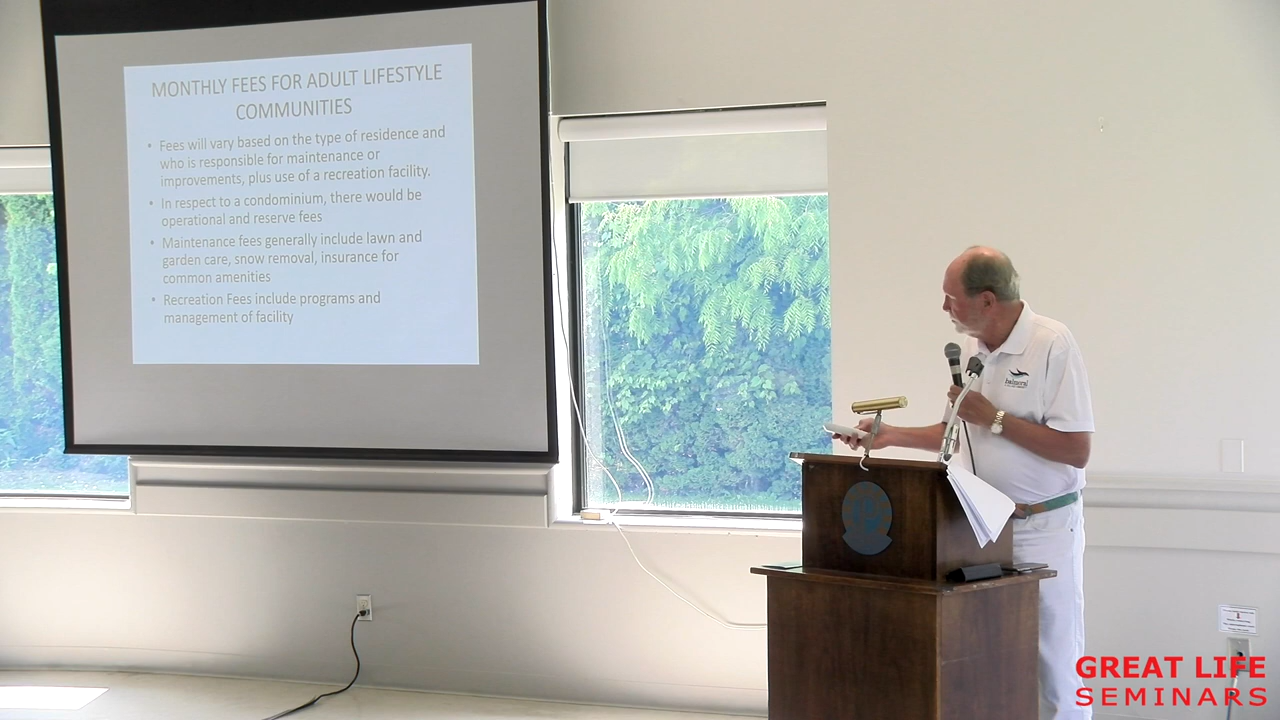 MONTHLY FEES FOR ADULT LIFESTYLE
COMMUNITIES
• Fees will vary based on the type of residence and
who is responsible for maintenance or
improvements, plus use of a recreation facility.
• In respect to a condominium, there would be
operational and reserve fees
• Maintenance fees generally include lawn and
garden care, snow removal, insurance for
common amenities
• Recreation Fees include programs and
management of facility
balmoral
GREAT LIFE
SEMINARS